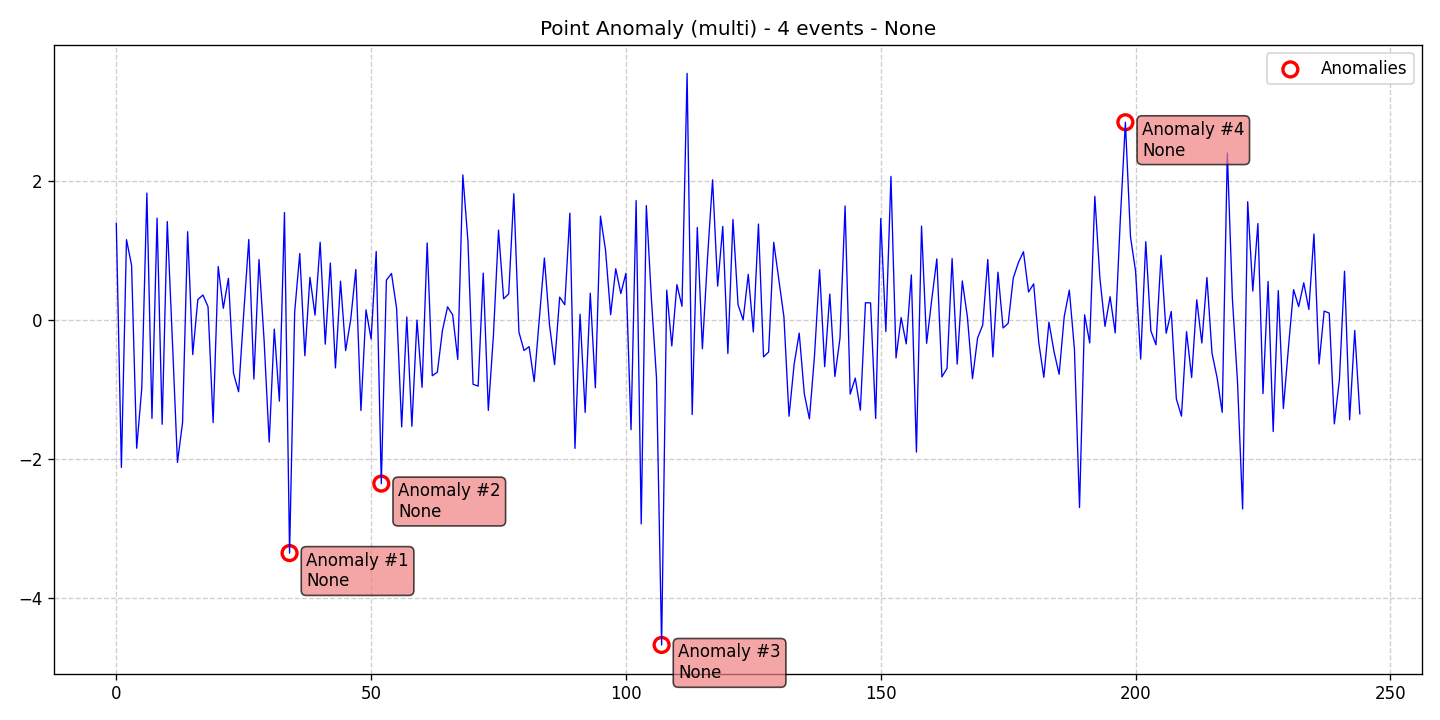 Point Anomaly (multi) - 4 events - None
Anomalies
Anomaly #4
None
2
0
−2
Anomaly #2
None
Anomaly #1
None
−4
Anomaly #3
None
0
50
100
150
200
250